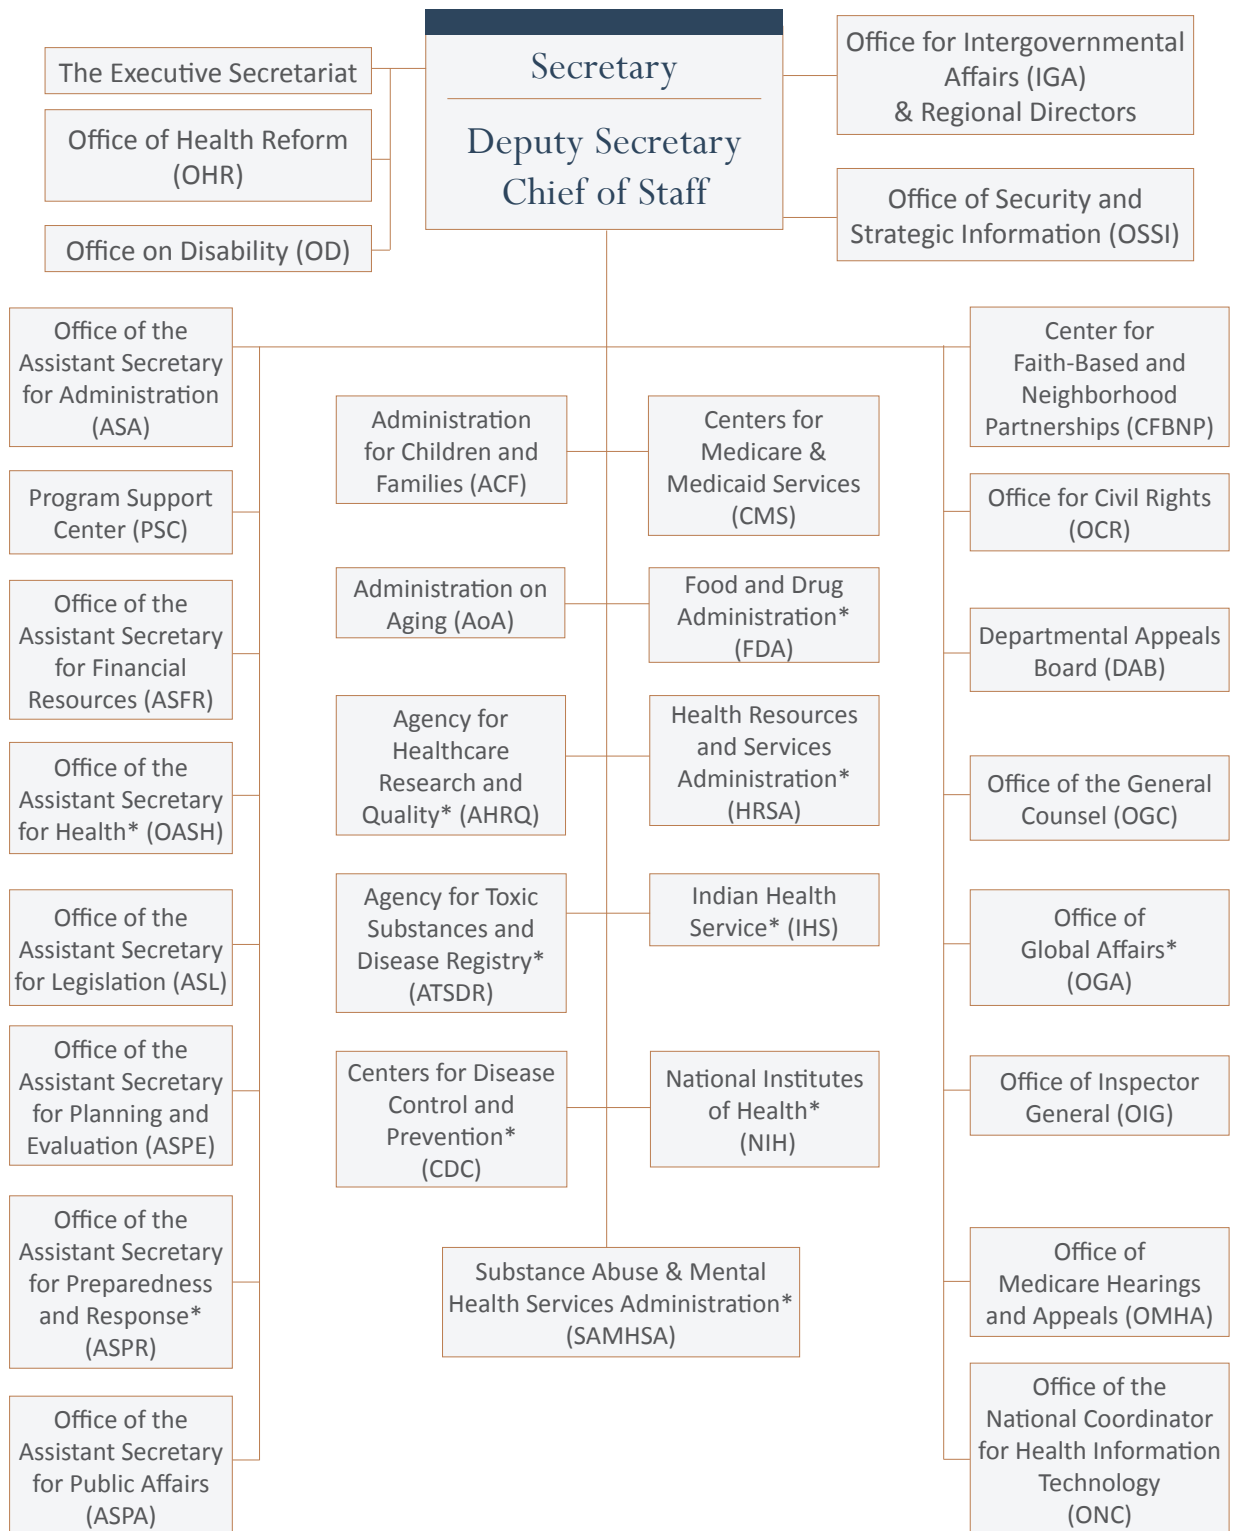 The Executive Secretariat
Office of Health Reform
(OHR)
Office on Disability (OD)
Secretary
Deputy Secretary
Chief of Staff
Office for Intergovernmental
Affairs (IGA)
& Regional Directors
Office of Security and
Strategic Information (OSSI)
Office of the
Assistant Secretary
for Administration
(ASA)
Program Support
Center (PSC)
Office of the
Assistant Secretary
for Financial
Resources (ASFR)
Office of the
Assistant Secretary
for Health* (OASH)
Office of the
Assistant Secretary
for Legislation (ASL)
Office of the
Assistant Secretary
for Planning and
Evaluation (ASPE)
Office of the
Assistant Secretary
for Preparedness
and Response*
(ASPR)
Office of the
Assistant Secretary
for Public Affairs
(ASPA)
Administration
for Children and
Families (ACF)
Administration on
Aging (AoA)
Agency for
Healthcare
Research and
Quality* (AHRQ)
Agency for Toxic
Substances and
Disease Registry*
(ATSDR)
Centers for Disease
Control and
Prevention*
(CDC)
Centers for
Medicare &
Medicaid Services
(CMS)
Food and Drug
Administration*
(FDA)
Health Resources
and Services
Administration*
(HRSA)
Indian Health
Service* (IHS)
National Institutes
of Health*
(NIH)
Substance Abuse & Mental
Health Services Administration*
(SAMHSA)
Center for
Faith-Based and
Neighborhood
Partnerships (CFBNP)
Office for Civil Rights
(OCR)
Departmental Appeals
Board (DAB)
Office of the General
Counsel (OGC)
Office of
Global Affairs*
(OGA)
Office of Inspector
General (OIG)
Office of
Medicare Hearings
and Appeals (OMHA)
Office of the
National Coordinator
for Health Information
Technology
(ONC)